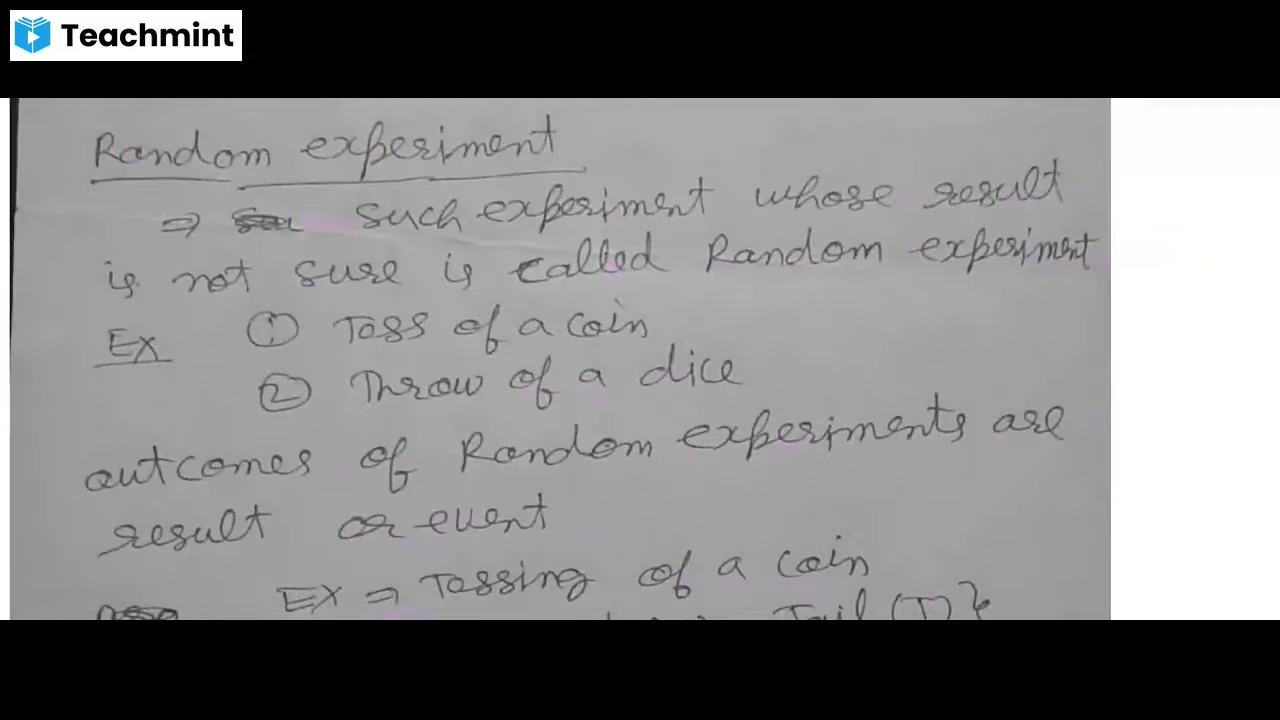 Teachmint
Random experiment
⇒ such experiment whose result
is not sure is called Random experiment
Ex ① Toss of a coin
② Throw of a dice
outcomes of Random experiments are
result or event
Ex ⇒ Tossing of a coin
Tail (T)}